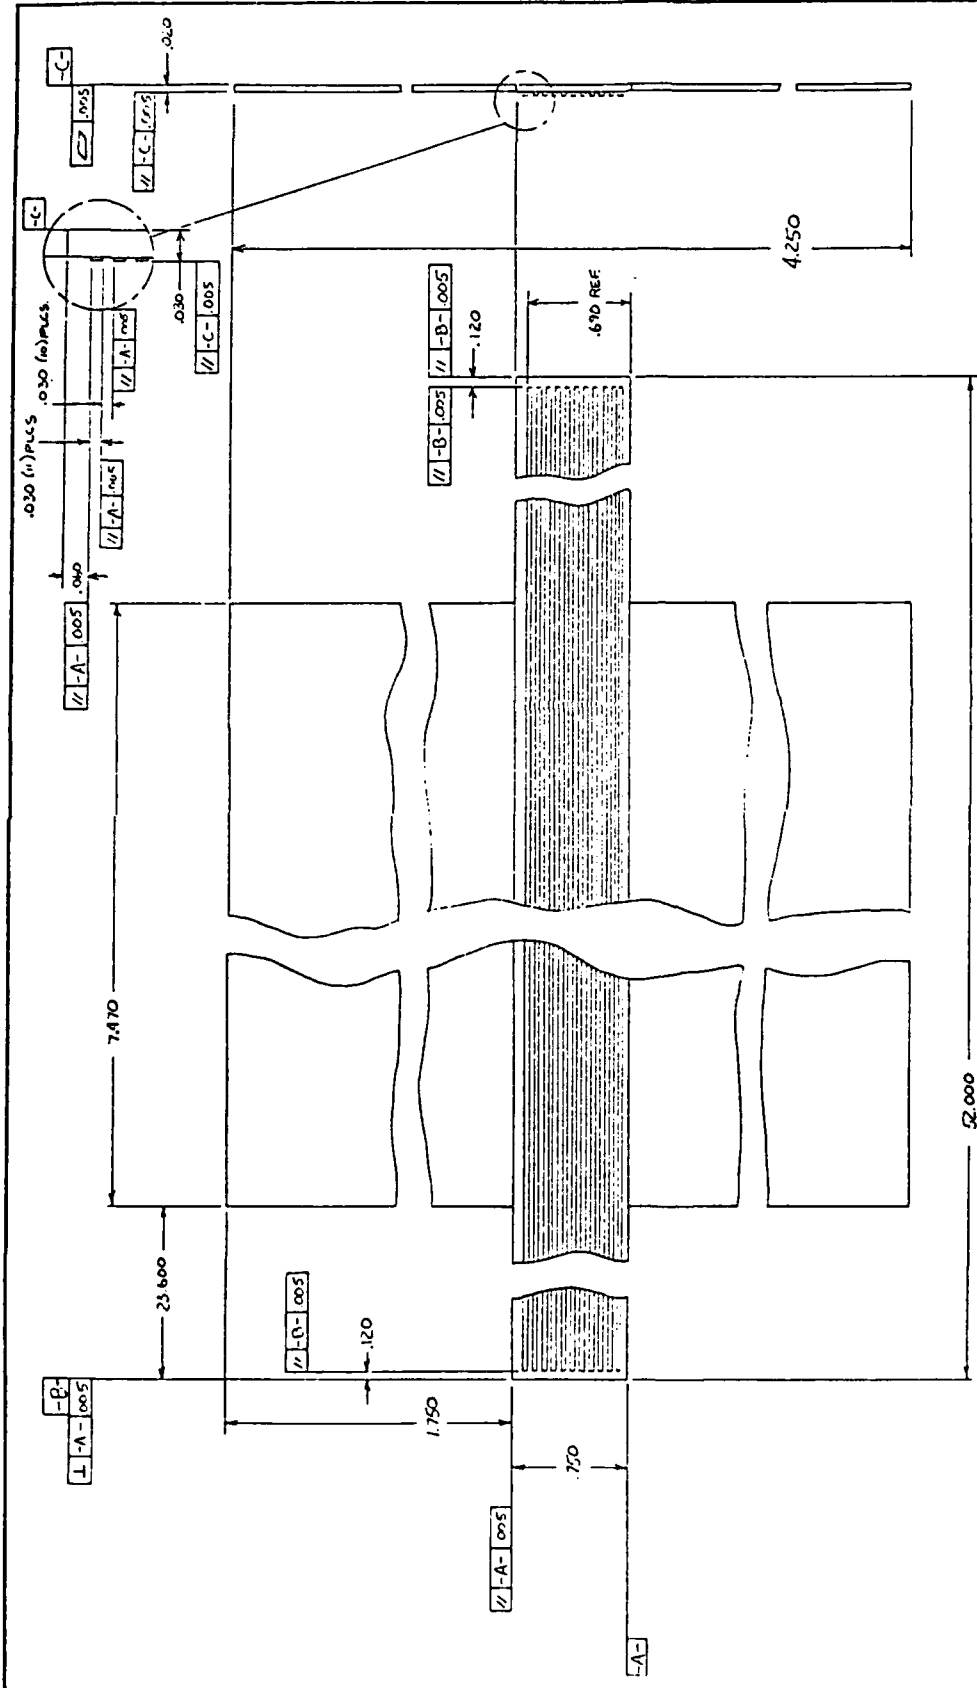 -C-
⏥ .005
// -C- .005
.020
-C-
.030 (11) PLCS
.030 (10) PLCS.
// -A- .005
.060
// -A- .005
// -A- .005
.030
// -C- .005
4.250
// -B- .005
// -B- .005
.120
.690 REF.
7.470
23.600
52.000
-B-
⊥ -A- .005
// -B- .005
.120
1.750
.750
// -A- .005
-A-